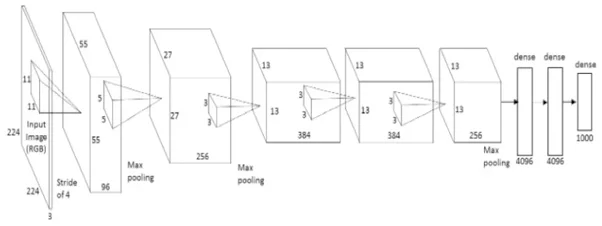 224
11
11
Input
Image
(RGB)
224
3
Stride
of 4
55
55
5
5
96
Max
pooling
27
27
3
3
256
Max
pooling
13
13
3
3
384
13
13
3
3
384
13
13
256
Max
pooling
dense
4096
dense
4096
dense
1000